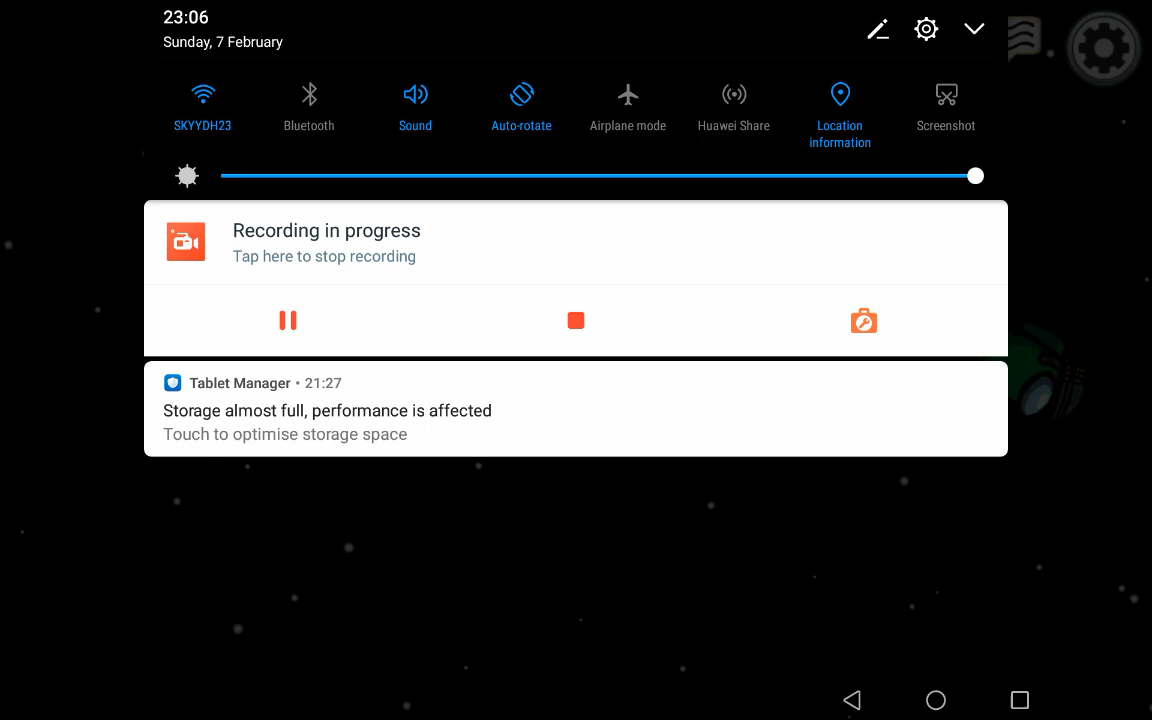 23:06
Sunday, 7 February
SKYYDH23
Bluetooth
Sound
Auto-rotate
Airplane mode
Huawei Share
Location
information
Screenshot
Recording in progress
Tap here to stop recording
Tablet Manager • 21:27
Storage almost full, performance is affected
Touch to optimise storage space